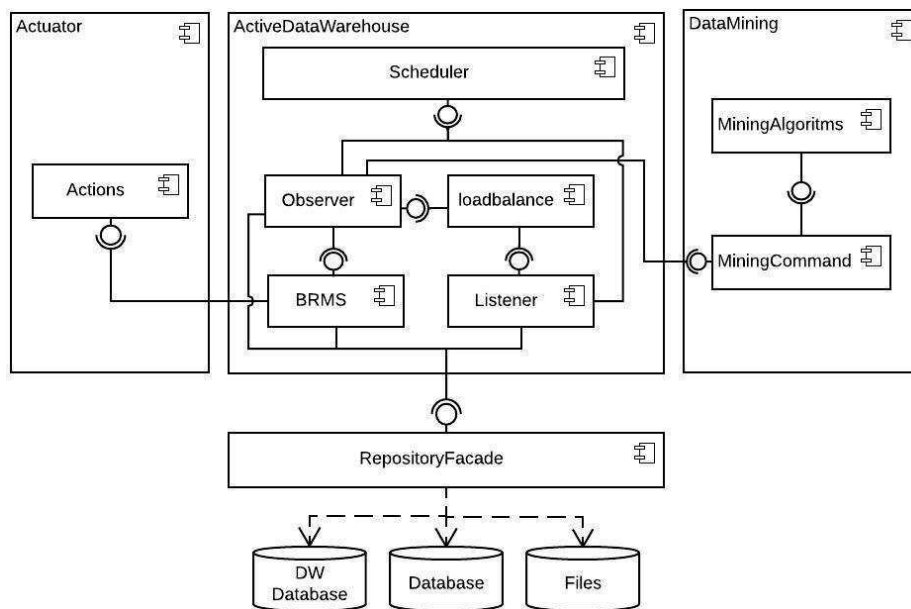 Actuator
ActiveDataWarehouse
DataMining
Scheduler
MiningAlgoritms
Actions
Observer
loadbalance
MiningCommand
BRMS
Listener
RepositoryFacade
DW
Database
Database
Files